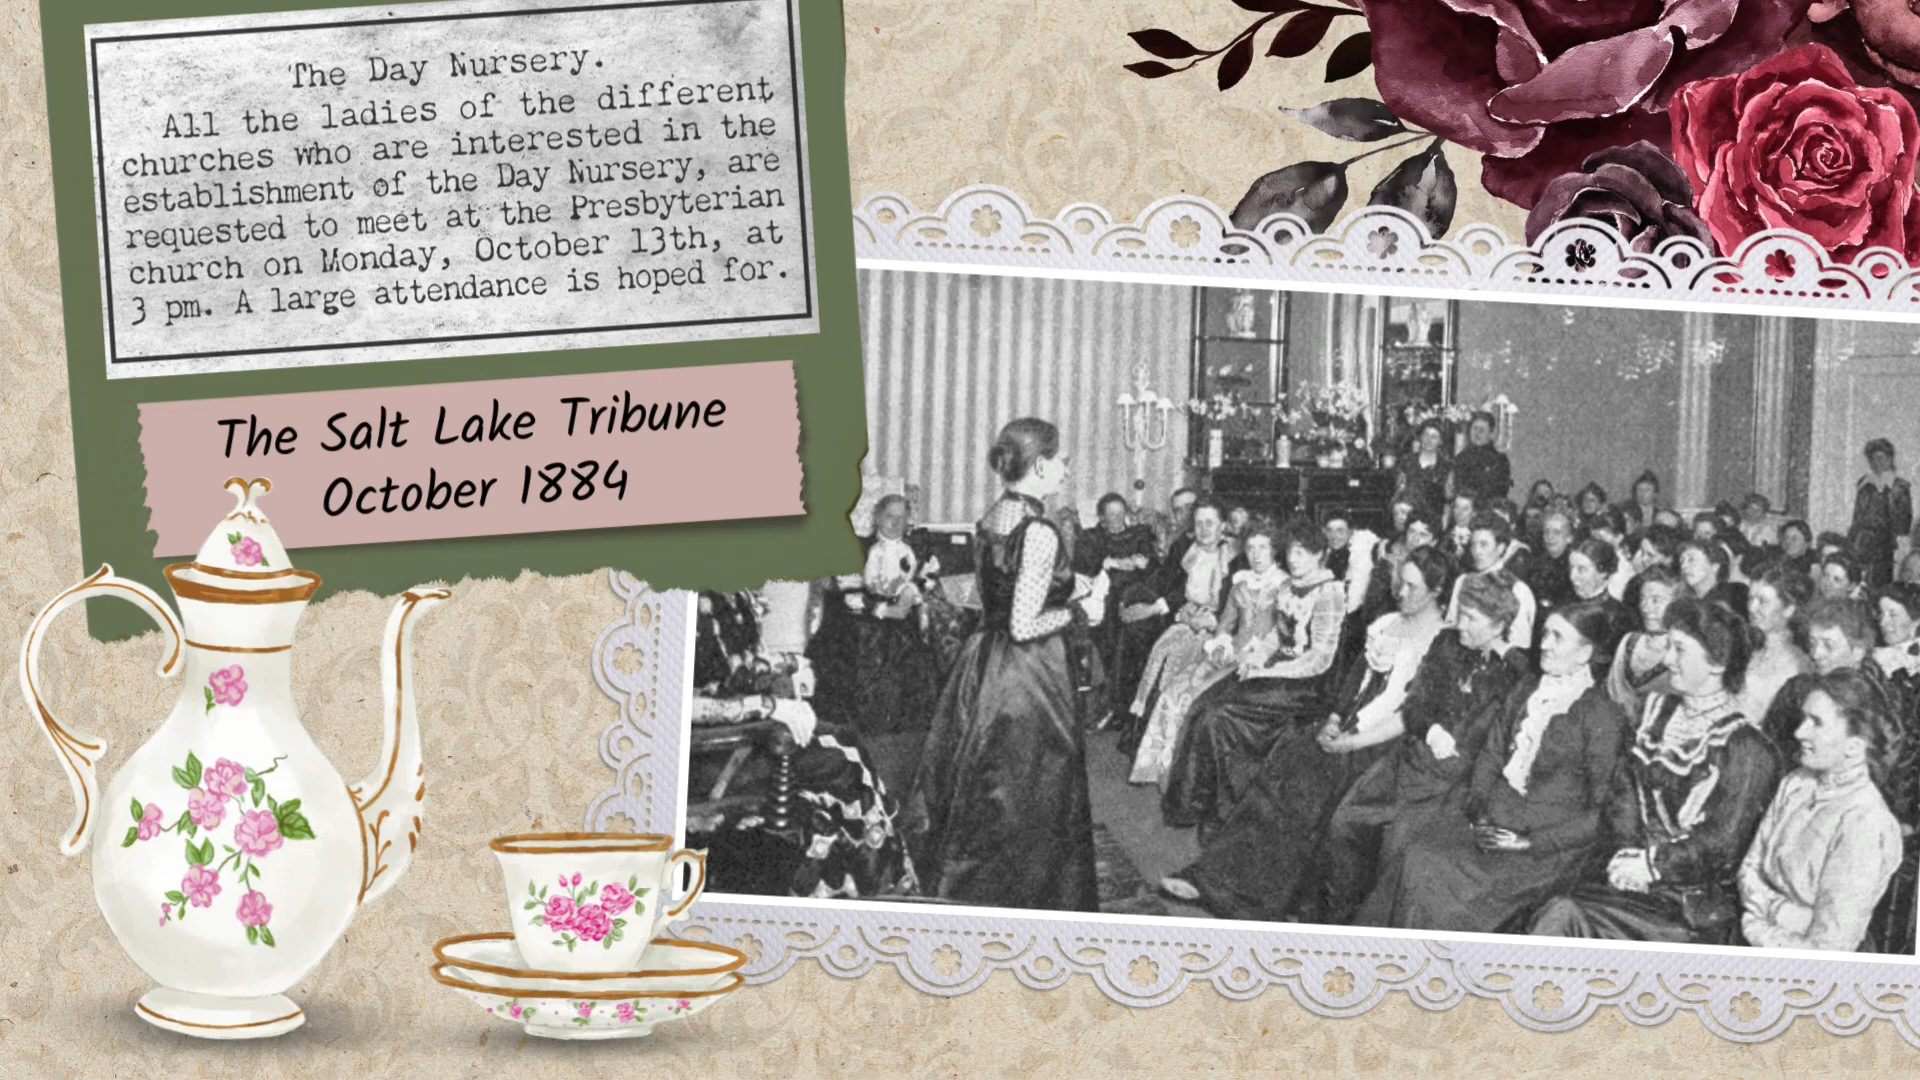 The Day Nursery.
All the ladies of the different
churches who are interested in the
establishment of the Day Nursery, are
requested to meet at the Presbyterian
church on Monday, October 13th, at
3 pm. A large attendance is hoped for.
The Salt Lake Tribune
October 1884